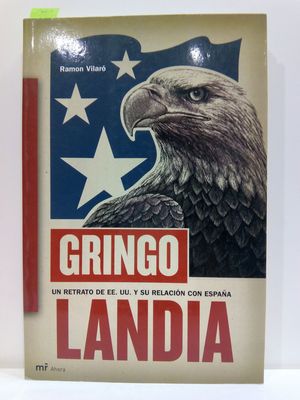 Ramon Vilaró
GRINGO
UN RETRATO DE EE. UU. Y SU RELACIÓN CON ESPAÑA
LANDIA
mr Ahora